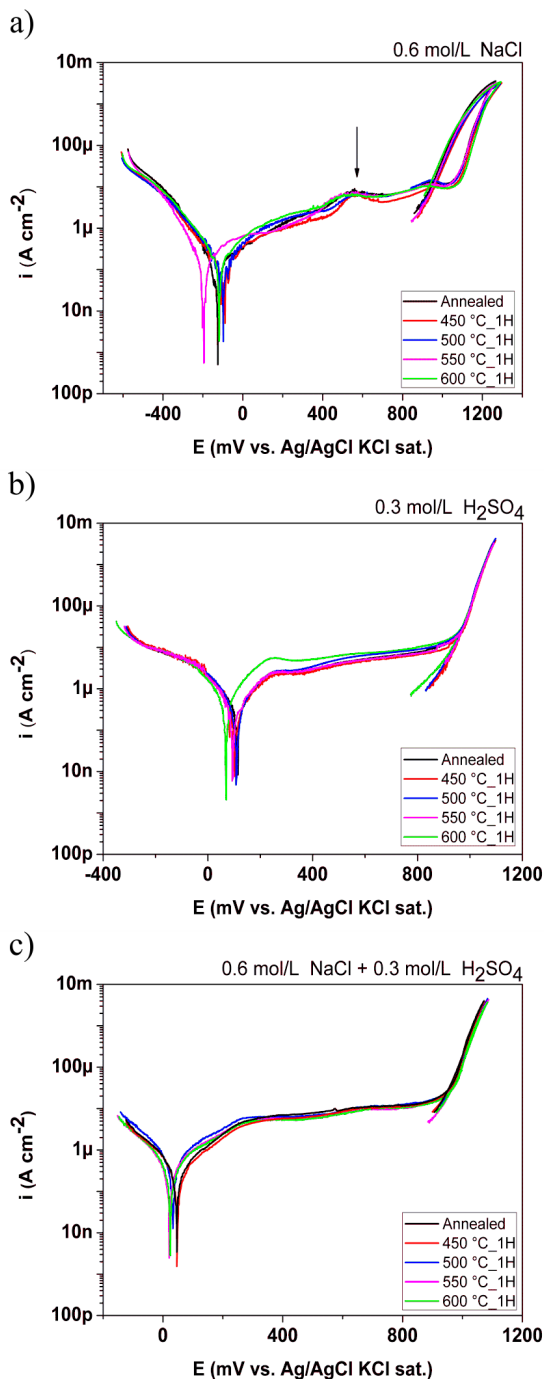 a)
0.6 mol/L NaCl
10m
100µ
1µ
10n
100p
i (A cm-2)
Annealed
450 °C_1H
500 °C_1H
550 °C_1H
600 °C_1H
-400 0 400 800 1200
E (mV vs. Ag/AgCl KCl sat.)
b)
0.3 mol/L H2SO4
10m
100µ
1µ
10n
100p
i (A cm-2)
Annealed
450 °C_1H
500 °C_1H
550 °C_1H
600 °C_1H
-400 0 400 800 1200
E (mV vs. Ag/AgCl KCl sat.)
c)
0.6 mol/L NaCl + 0.3 mol/L H2SO4
10m
100µ
1µ
10n
100p
i (A cm-2)
Annealed
450 °C_1H
500 °C_1H
550 °C_1H
600 °C_1H
0 400 800 1200
E (mV vs. Ag/AgCl KCl sat.)